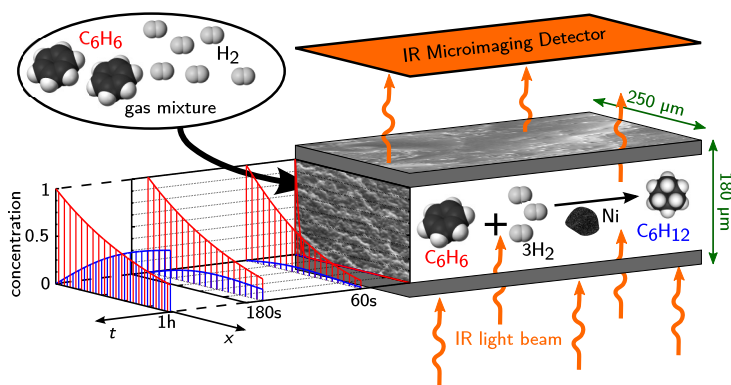 C6H6
H2
gas mixture
IR Microimaging Detector
250 µm
180 µm
concentration
1
0.5
0
1h
180s
60s
t
x
C6H6
+
3H2
Ni
C6H12
IR light beam